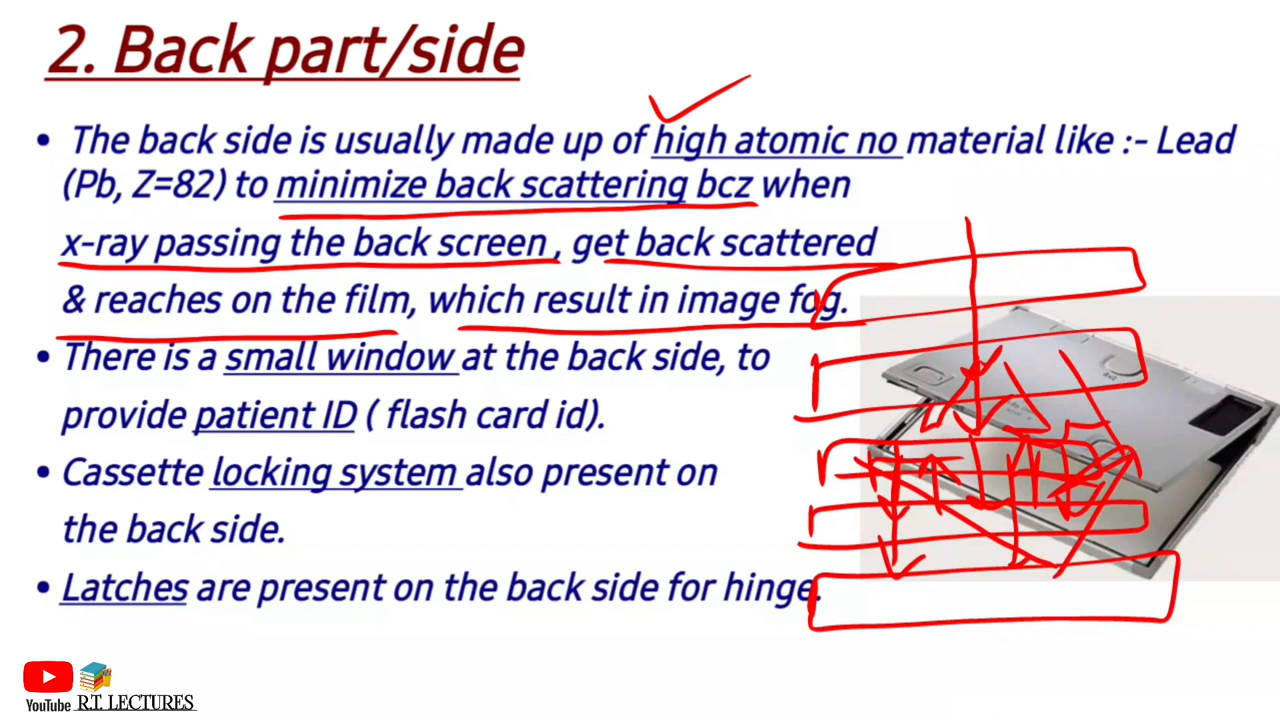 2. Back part/side
• The back side is usually made up of high atomic no material like :- Lead
(Pb, Z=82) to minimize back scattering bcz when
x-ray passing the back screen , get back scattered
& reaches on the film, which result in image fog.
• There is a small window at the back side, to
provide patient ID ( flash card id).
• Cassette locking system also present on
the back side.
• Latches are present on the back side for hinge.
YouTube R.T. LECTURES